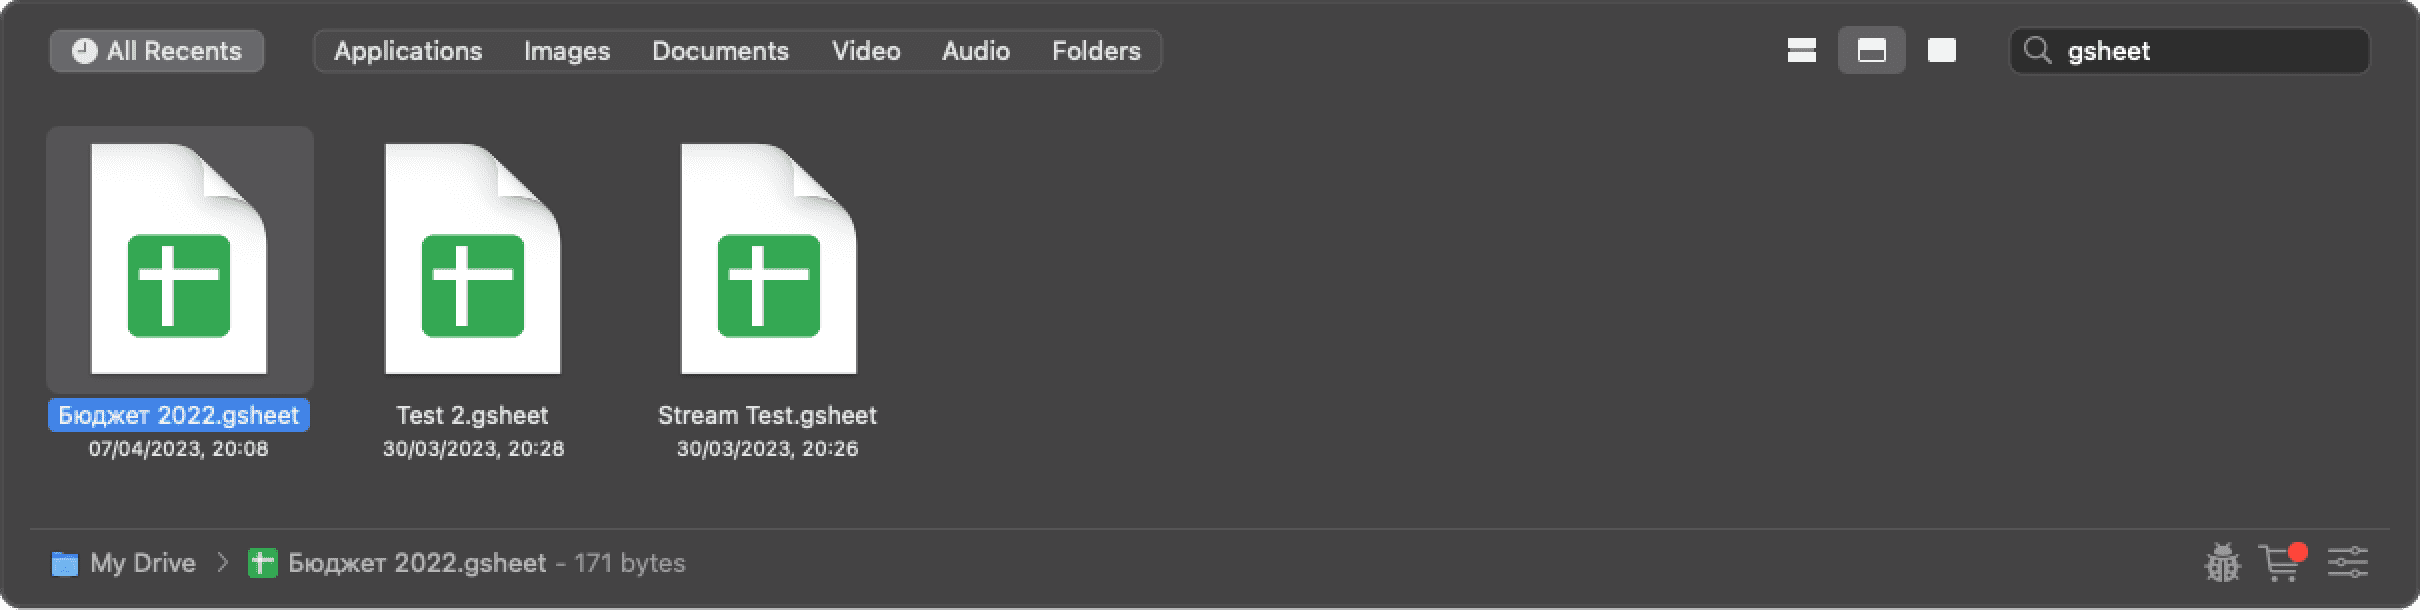 All Recents Applications Images Documents Video Audio Folders gsheet
Бюджет 2022.gsheet Test 2.gsheet Stream Test.gsheet
07/04/2023, 20:08 30/03/2023, 20:28 30/03/2023, 20:26
My Drive > Бюджет 2022.gsheet - 171 bytes